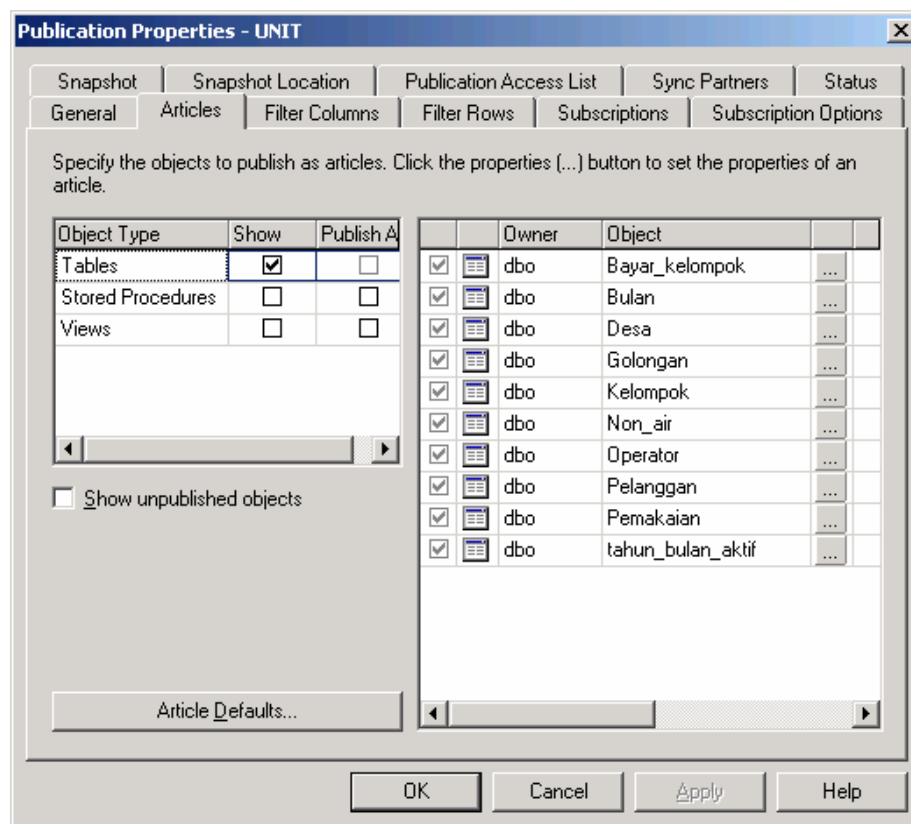 Publication Properties - UNIT
Snapshot Snapshot Location Publication Access List Sync Partners Status
General Articles Filter Columns Filter Rows Subscriptions Subscription Options
Specify the objects to publish as articles. Click the properties (...) button to set the properties of an
article.
Object Type Show Publish A
Tables
Stored Procedures
Views
Show unpublished objects
Article Defaults...
Owner Object
dbo Bayar_kelompok ...
dbo Bulan ...
dbo Desa ...
dbo Golongan ...
dbo Kelompok ...
dbo Non_air ...
dbo Operator ...
dbo Pelanggan ...
dbo Pemakaian ...
dbo tahun_bulan_aktif ...
OK Cancel Apply Help